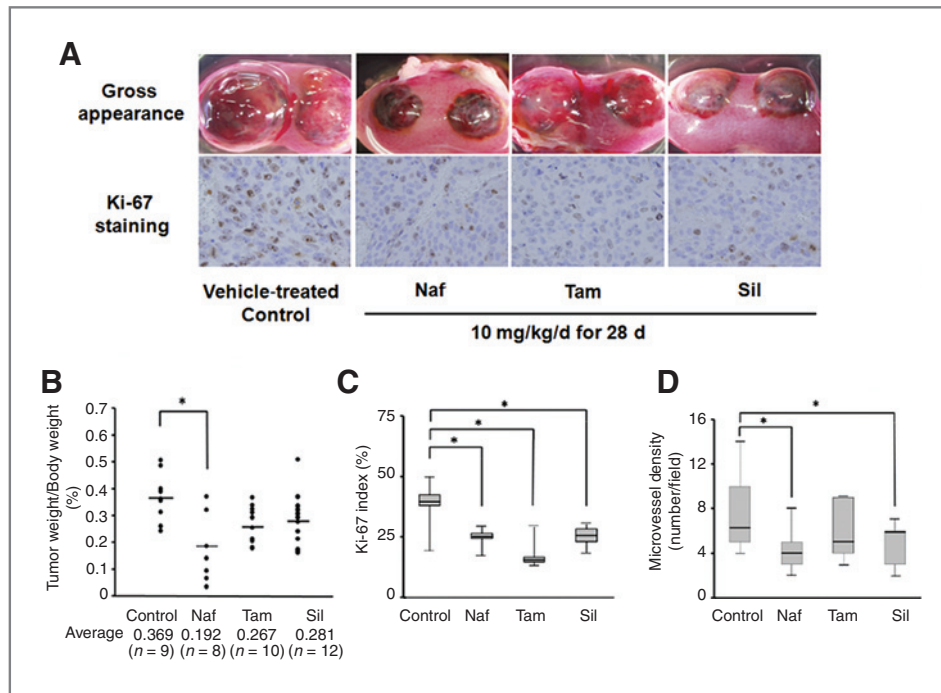 A
Gross
appearance
Ki-67
staining
Vehicle-treated
Control
Naf
Tam
Sil
10 mg/kg/d for 28 d
B
Tumor weight/Body weight
(%)
0.7
0.6
0.5
0.4
0.3
0.2
0.1
0
*
Control Naf Tam Sil
Average 0.369 0.192 0.267 0.281
(n = 9) (n = 8) (n = 10) (n = 12)
C
Ki-67 index (%)
75
50
25
0
*
*
*
Control Naf Tam Sil
D
Microvessel density
(number/field)
16
12
8
4
0
*
*
Control Naf Tam Sil